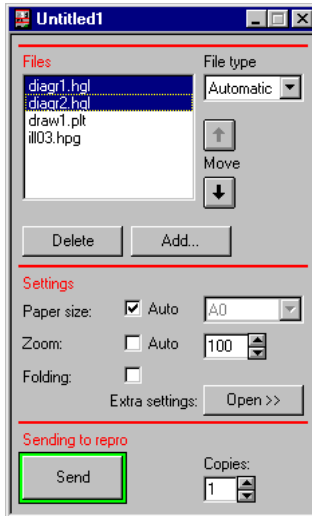 Untitled1
Files
File type
diagr1.hgl
diagr2.hgl
draw1.plt
ill03.hpg
Automatic
Move
Delete
Add...
Settings
Paper size:
Auto
A0
Zoom:
Auto
100
Folding:
Extra settings:
Open >>
Sending to repro
Send
Copies:
1